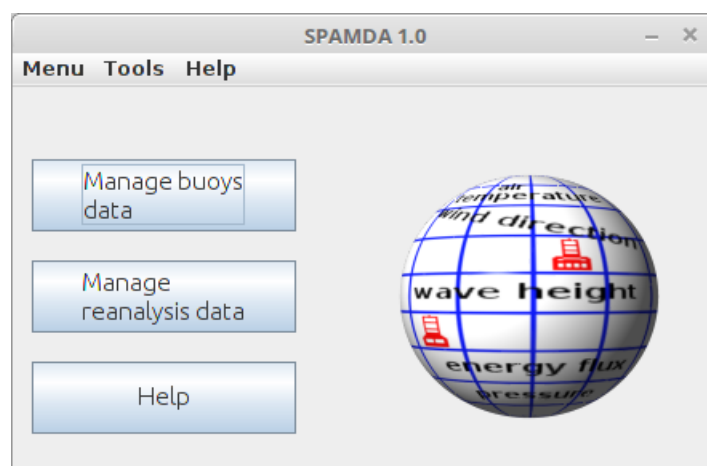 SPAMDA 1.0
Menu Tools Help
Manage buoys
data
Manage
reanalysis data
Help
air
temperature
wind direction
wave height
energy flux
pressure